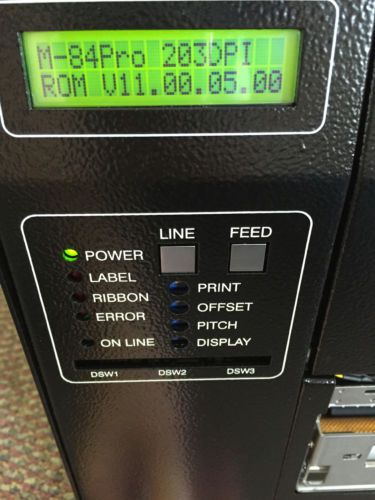 M-84Pro 203DPI
ROM V11.00.05.00
LINE FEED
POWER
LABEL
RIBBON
ERROR
ON LINE
PRINT
OFFSET
PITCH
DISPLAY
DSW1 DSW2 DSW3